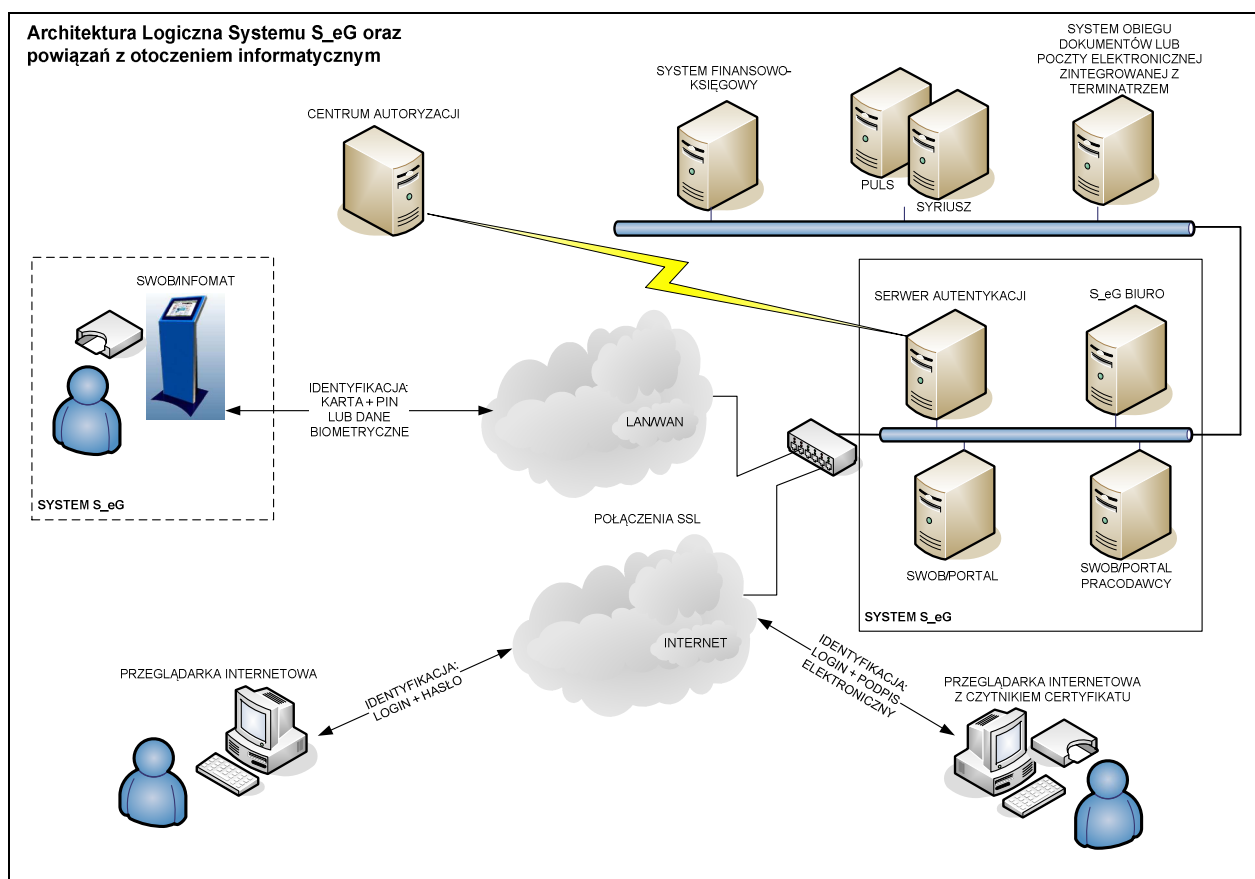 Architektura Logiczna Systemu S_eG oraz
powiązań z otoczeniem informatycznym
CENTRUM AUTORYZACJI
SYSTEM FINANSOWO-
KSIĘGOWY
PULS
SYRIUSZ
SYSTEM OBIEGU
DOKUMENTÓW LUB
POCZTY ELEKTRONICZNEJ
ZINTEGROWANEJ Z
TERMINATRZEM
SWOB/INFOMAT
SYSTEM S_eG
IDENTYFIKACJA:
KARTA + PIN
LUB DANE
BIOMETRYCZNE
LAN/WAN
SERWER AUTENTYKACJI
S_eG BIURO
SWOB/PORTAL
SWOB/PORTAL
PRACODAWCY
SYSTEM S_eG
POŁĄCZENIA SSL
INTERNET
PRZEGLĄDARKA INTERNETOWA
IDENTYFIKACJA:
LOGIN + HASŁO
IDENTYFIKACJA:
LOGIN + PODPIS
ELEKTRONICZNY
PRZEGLĄDARKA INTERNETOWA
Z CZYTNIKIEM CERTYFIKATU